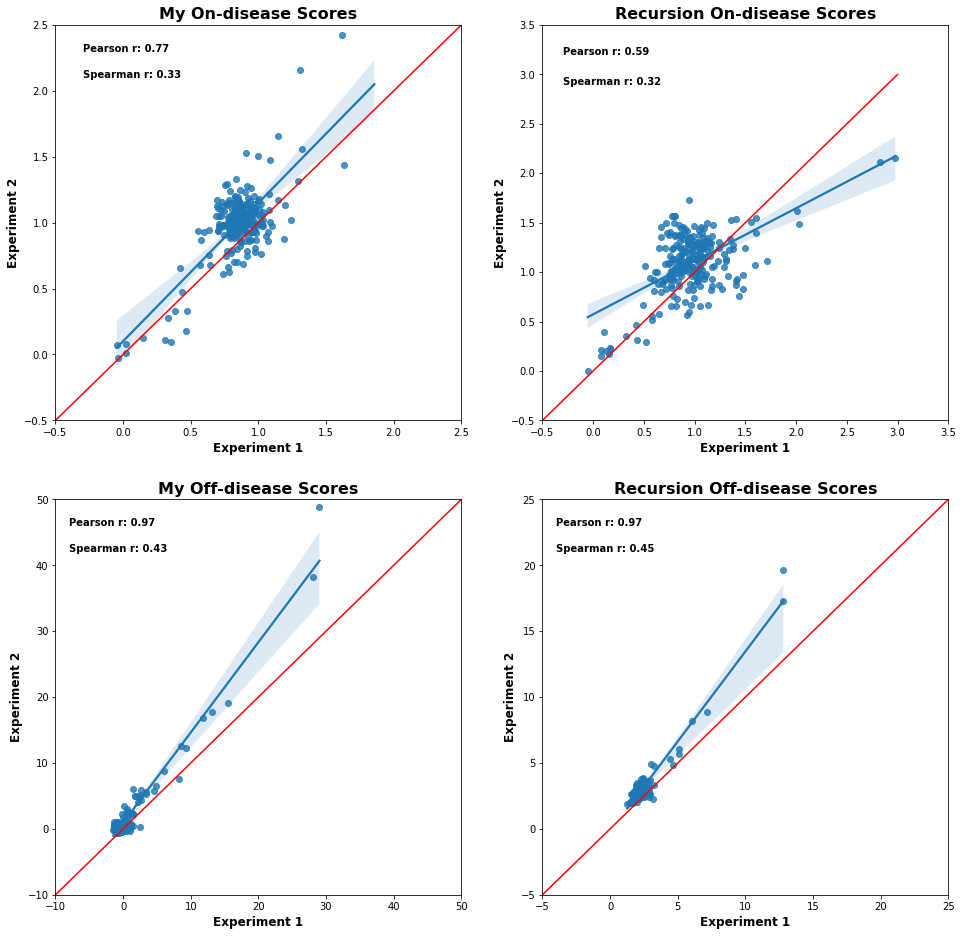 My On-disease Scores
Pearson r: 0.77
Spearman r: 0.33
2.5
2.0
1.5
1.0
0.5
0.0
−0.5
Experiment 2
−0.5 0.0 0.5 1.0 1.5 2.0 2.5
Experiment 1
Recursion On-disease Scores
Pearson r: 0.59
Spearman r: 0.32
3.5
3.0
2.5
2.0
1.5
1.0
0.5
0.0
−0.5
Experiment 2
−0.5 0.0 0.5 1.0 1.5 2.0 2.5 3.0 3.5
Experiment 1
My Off-disease Scores
Pearson r: 0.97
Spearman r: 0.43
50
40
30
20
10
0
−10
Experiment 2
−10 0 10 20 30 40 50
Experiment 1
Recursion Off-disease Scores
Pearson r: 0.97
Spearman r: 0.45
25
20
15
10
5
0
−5
Experiment 2
−5 0 5 10 15 20 25
Experiment 1